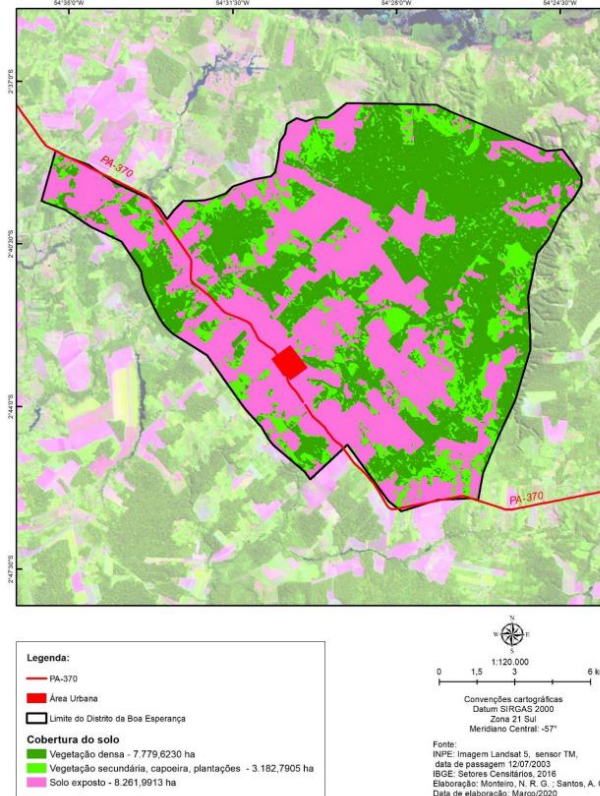 54°35'0"O
54°31'30"O
54°28'0"O
54°24'30"O
2°37'0"S
2°40'30"S
2°44'0"S
2°47'30"S
PA-370
PA-370
Legenda:
PA-370
Área Urbana
Limite do Distrito da Boa Esperança
Cobertura do solo
Vegetação densa - 7.779,6230 ha
Vegetação secundária, capoeira, plantações - 3.182,7905 ha
Solo exposto - 8.261,9913 ha
N
W E
S
1:120.000
0 1,5 3 6 k
Convenções cartográficas
Datum SIRGAS 2000
Zona 21 Sul
Meridiano Central: -57°
Fonte:
INPE: Imagem Landsat 5, sensor TM,
data de passagem 12/07/2003
IBGE: Setores Censitários, 2016
Elaboração: Monteiro, N. R. G. ; Santos, A.
Data de elaboração: Março/2020